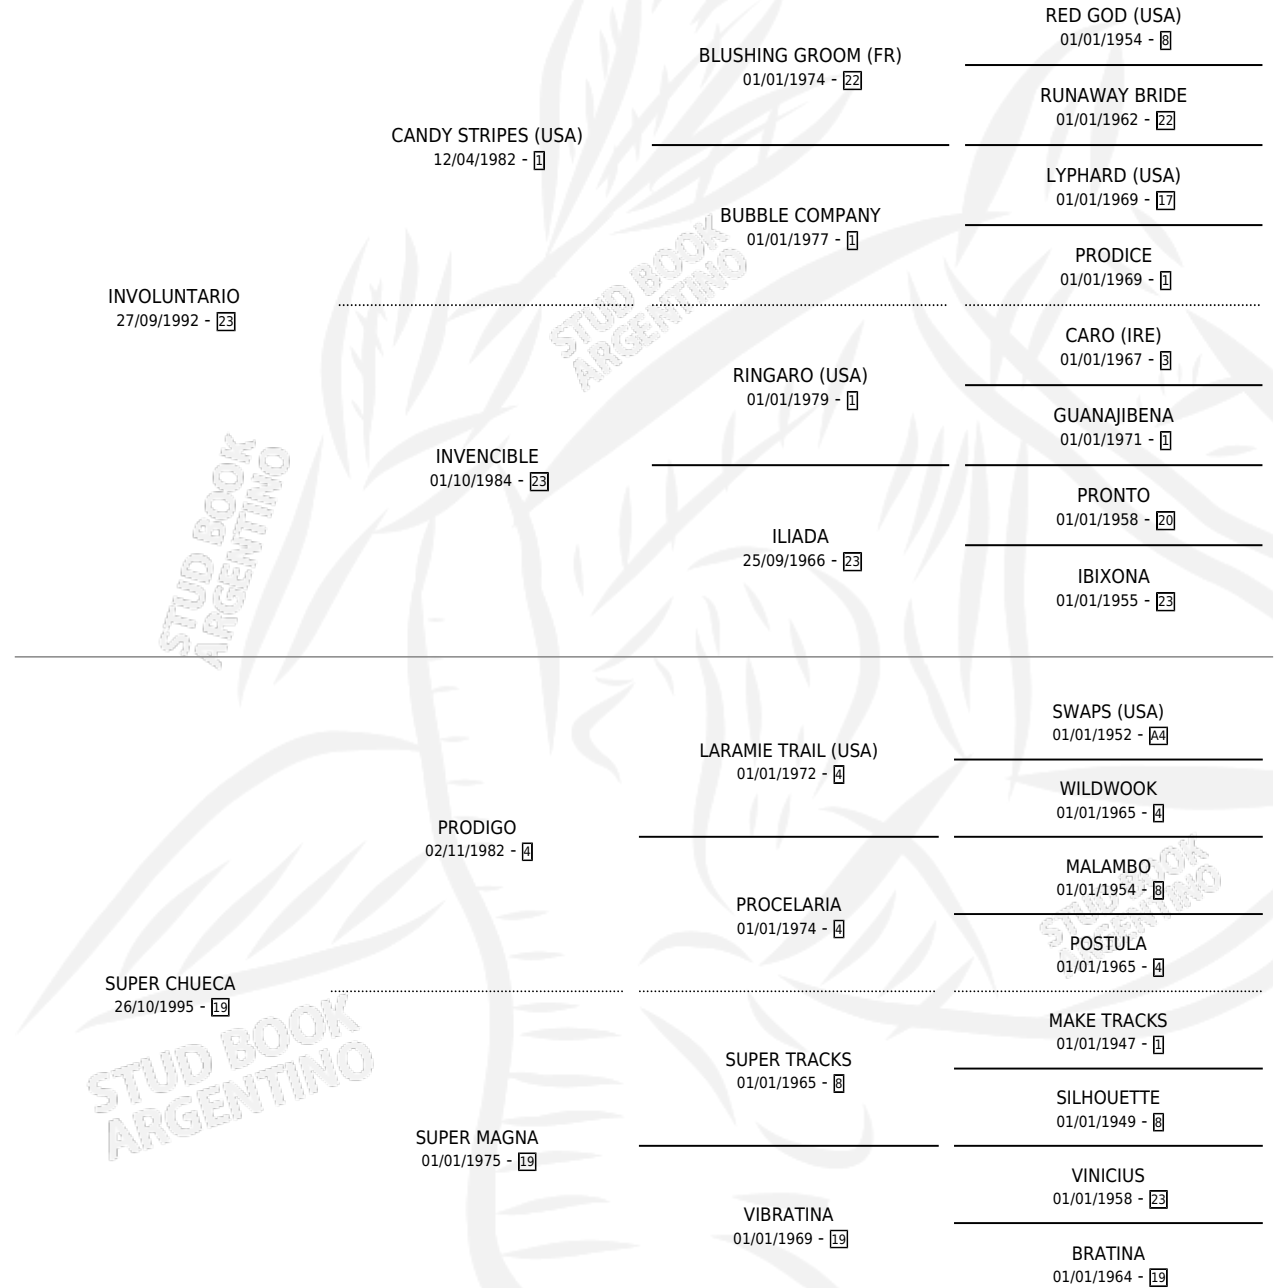 RED GOD (USA)
01/01/1954 - 8
BLUSHING GROOM (FR)
01/01/1974 - 22
RUNAWAY BRIDE
01/01/1962 - 22
CANDY STRIPES (USA)
12/04/1982 - 1
LYPHARD (USA)
01/01/1969 - 17
BUBBLE COMPANY
01/01/1977 - 1
PRODICE
01/01/1969 - 1
INVOLUNTARIO
27/09/1992 - 23
CARO (IRE)
01/01/1967 - 3
RINGARO (USA)
01/01/1979 - 1
GUANAJIBENA
01/01/1971 - 1
INVENCIBLE
01/10/1984 - 23
PRONTO
01/01/1958 - 20
ILIADA
25/09/1966 - 23
IBIXONA
01/01/1955 - 23
STUD BOOK
ARGENTINO
STUD BOOK
ARGENTINO
SWAPS (USA)
01/01/1952 - A4
LARAMIE TRAIL (USA)
01/01/1972 - 4
WILDWOOK
01/01/1965 - 4
PRODIGO
02/11/1982 - 4
MALAMBO
01/01/1954 - 8
PROCELARIA
01/01/1974 - 4
POSTULA
01/01/1965 - 4
SUPER CHUECA
26/10/1995 - 19
MAKE TRACKS
01/01/1947 - 1
SUPER TRACKS
01/01/1965 - 8
SILHOUETTE
01/01/1949 - 8
SUPER MAGNA
01/01/1975 - 19
VINICIUS
01/01/1958 - 23
VIBRATINA
01/01/1969 - 19
BRATINA
01/01/1964 - 19
STUD BOOK
ARGENTINO
STUD BOOK
ARGENTINO